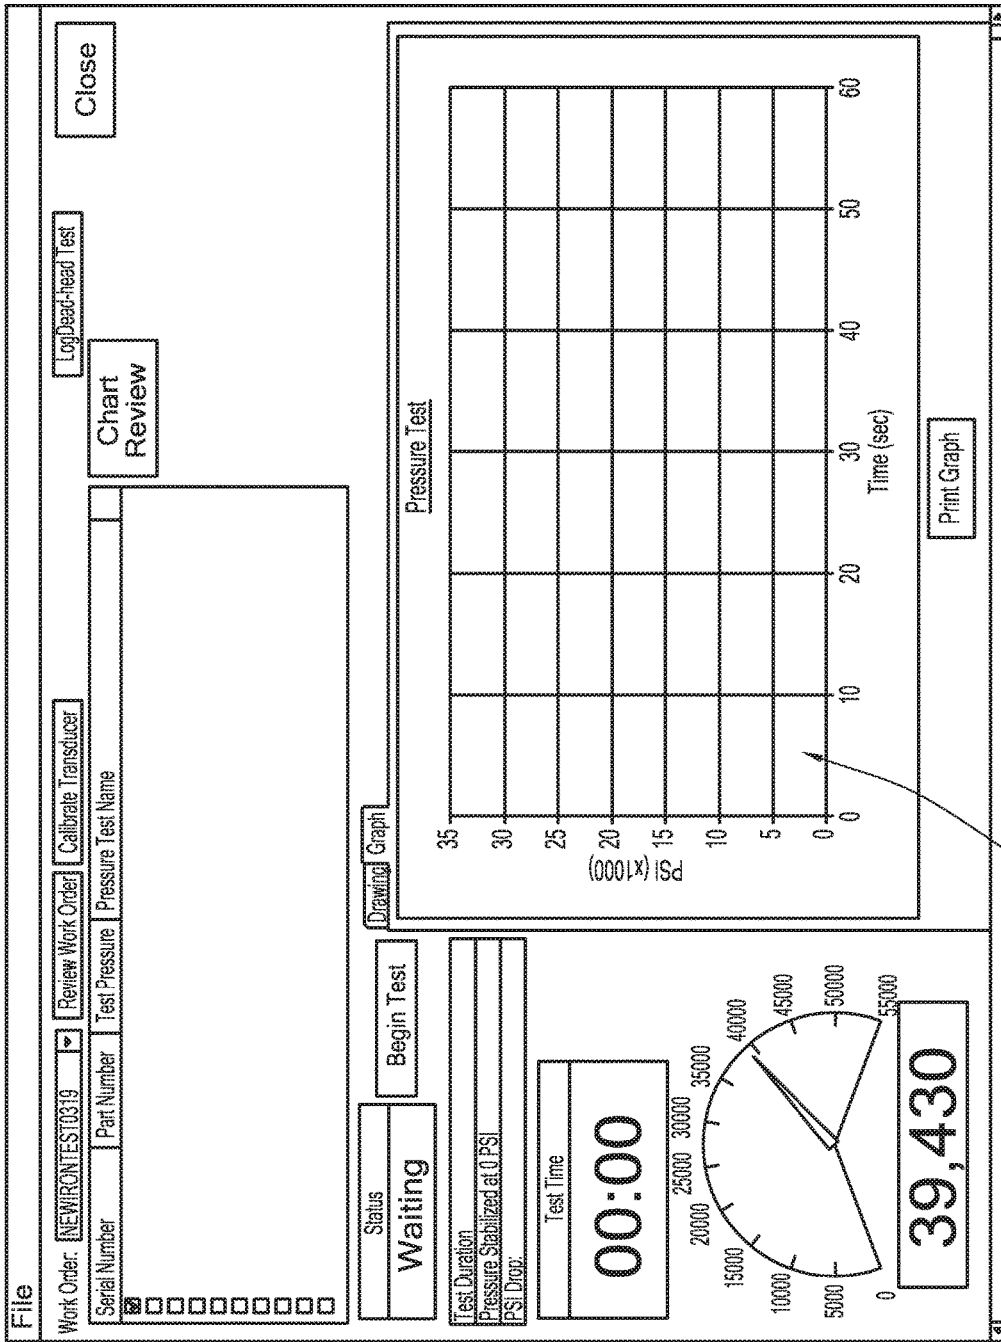 File
Work Order: NEWIRONTEST0319 Review Work Order Calibrate Transducer LogDead-head Test Close
Serial Number Part Number Test Pressure Pressure Test Name
Chart
Review
Status
Waiting
Begin Test
Test Duration
Pressure Stabilized at 0 PSI
PSI Drop:
Test Time
00:00
0 5000 10000 15000 20000 25000 30000 35000 40000 45000 50000 55000
39,430
Drawing Graph
Pressure Test
PSI (x1000)
35
30
25
20
15
10
5
0
0 10 20 30 40 50 60
Time (sec)
Print Graph